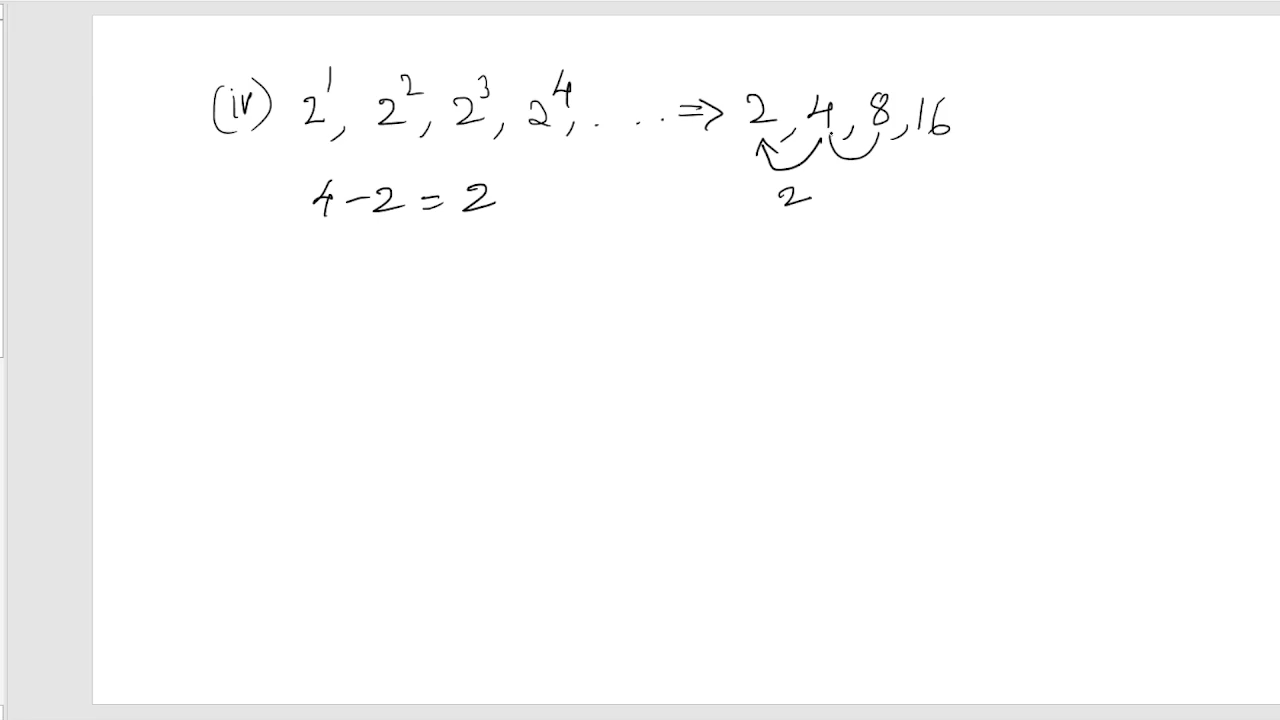 (iv) 2¹, 2², 2³, 2⁴, . . . . ⇒ 2, 4, 8, 16
4 - 2 = 2
2